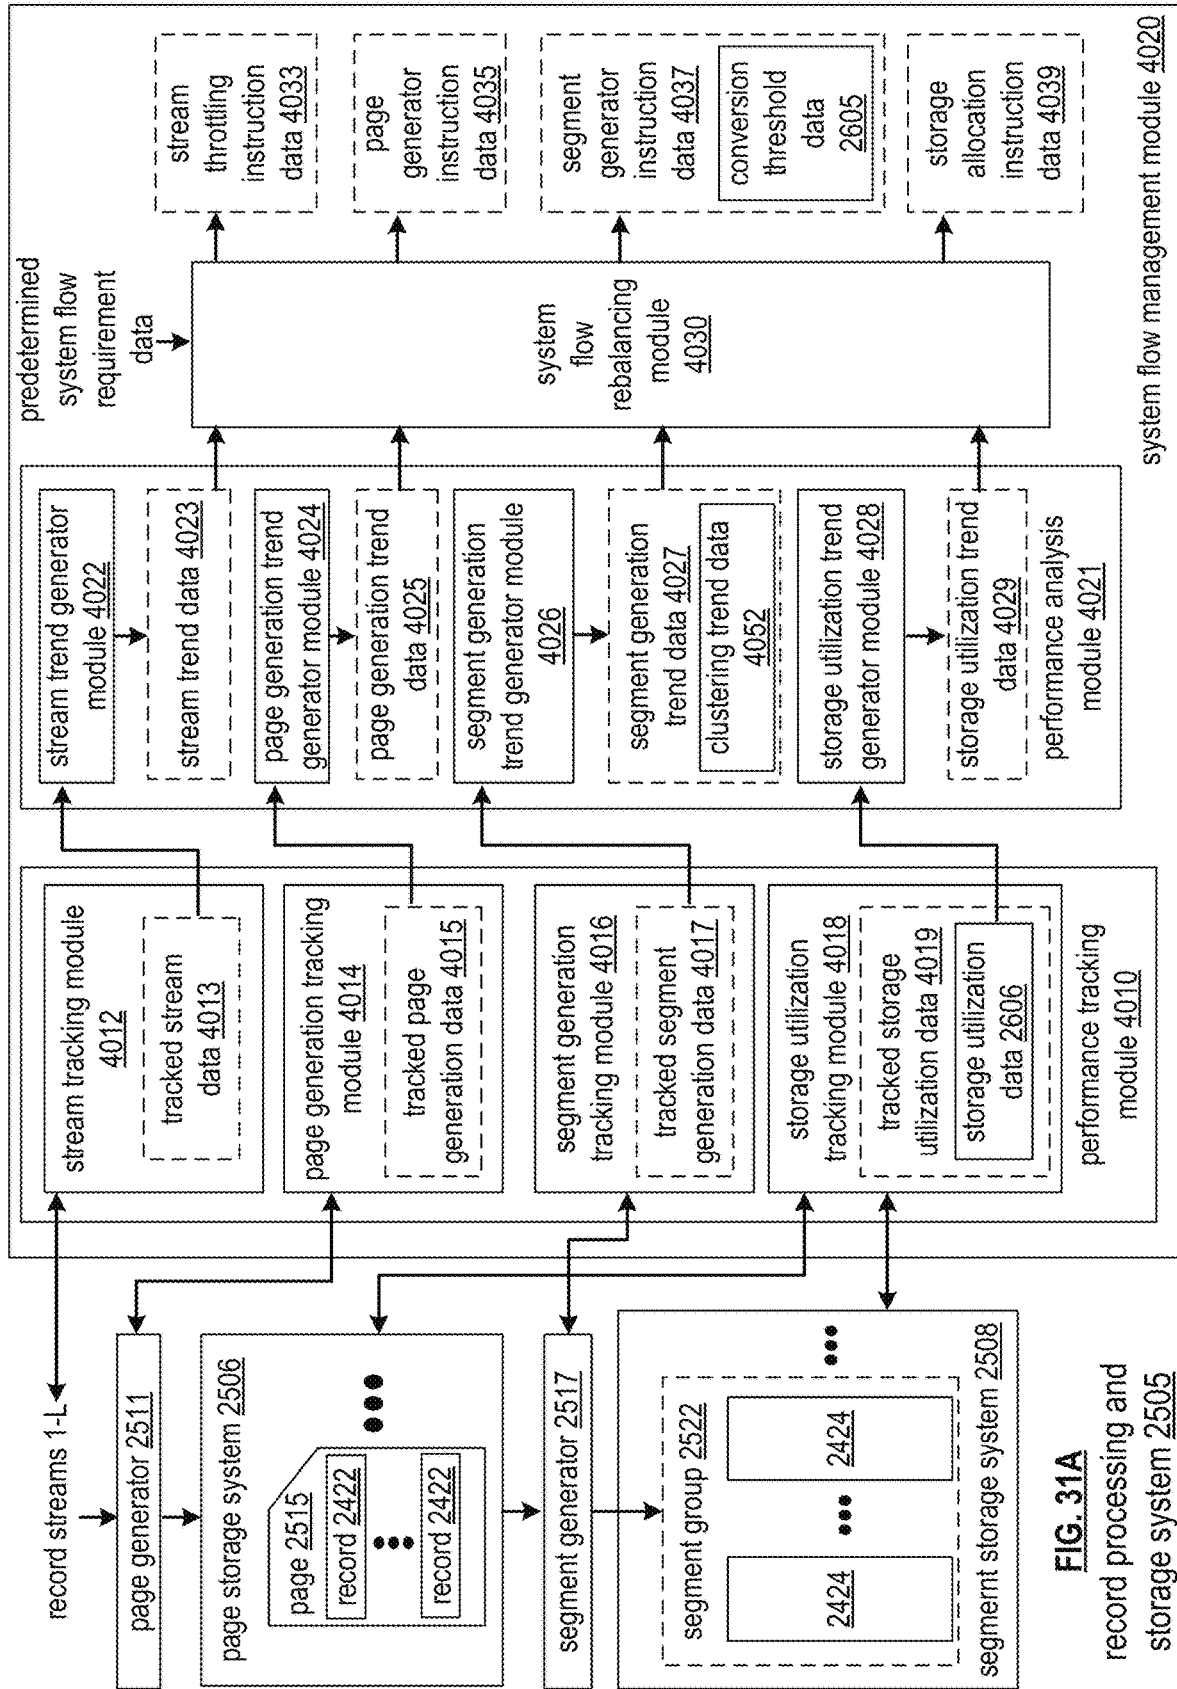 record streams 1-L
page generator 2511
page storage system 2506
page 2515
record 2422
record 2422
segment generator 2517
segment group 2522
2424
2424
segemnt storage system 2508
FIG. 31A
record processing and
storage system 2505
stream tracking module
4012
tracked stream
data 4013
page generation tracking
module 4014
tracked page
generation data 4015
segment generation
tracking module 4016
tracked segment
generation data 4017
storage utilization
tracking module 4018
tracked storage
utilization data 4019
storage utilization
data 2606
performance tracking
module 4010
stream trend generator
module 4022
stream trend data 4023
page generation trend
generator module 4024
page generation trend
data 4025
segment generation
trend generator module
4026
segment generation
trend data 4027
clustering trend data
4052
storage utilization trend
generator module 4028
storage utilization trend
data 4029
performance analysis
module 4021
predetermined
system flow
requirement
data
system
flow
rebalancing
module
4030
stream
throttling
instruction
data 4033
page
generator
instruction
data 4035
segment
generator
instruction
data 4037
conversion
threshold
data
2605
storage
allocation
instruction
data 4039
system flow management module 4020